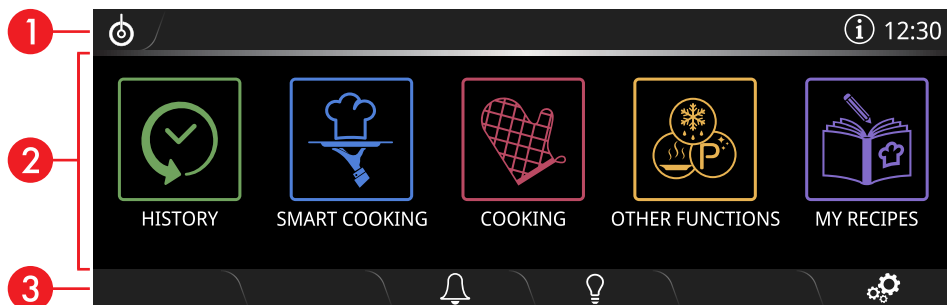 1
12:30
2
HISTORY
SMART COOKING
COOKING
P
OTHER FUNCTIONS
MY RECIPES
3